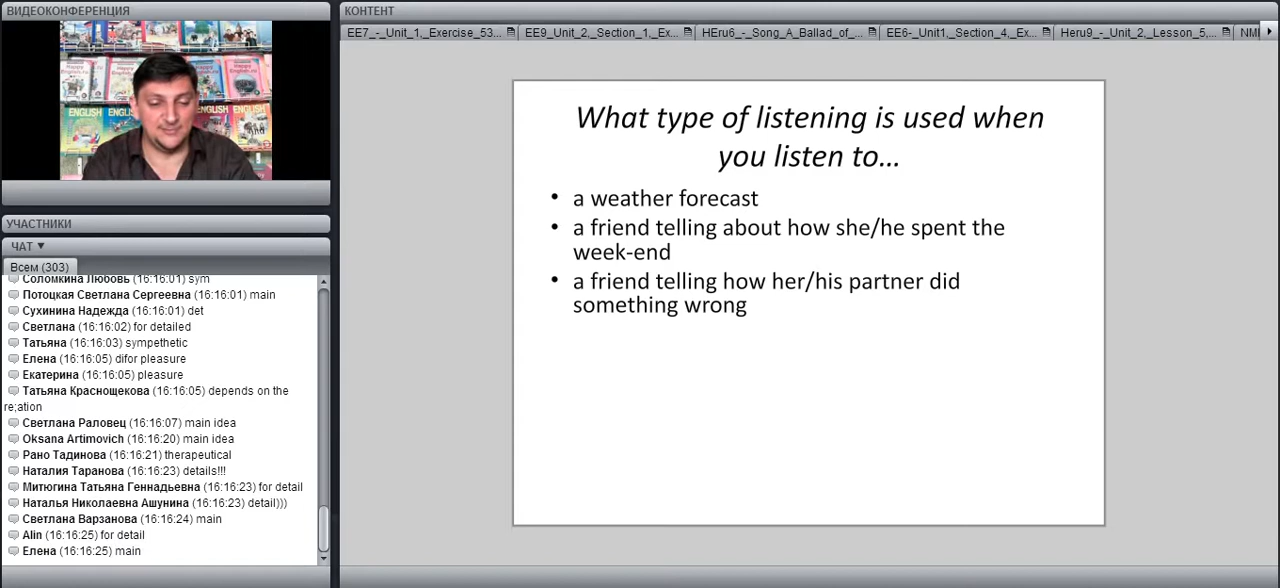 ВИДЕОКОНФЕРЕНЦИЯ
ENGLISH
ENGLISH
ENGLISH
УЧАСТНИКИ
ЧАТ ▼
Всем (303)
Соломкина Любовь (16:16:01) sym
Потоцкая Светлана Сергеевна (16:16:01) main
Сухинина Надежда (16:16:01) det
Светлана (16:16:02) for detailed
Татьяна (16:16:03) sympethetic
Елена (16:16:05) difor pleasure
Екатерина (16:16:05) pleasure
Татьяна Краснощекова (16:16:05) depends on the
re;ation
Светлана Раловец (16:16:07) main idea
Oksana Artimovich (16:16:20) main idea
Рано Тадинова (16:16:21) therapeutical
Наталия Таранова (16:16:23) details!!!
Митюгина Татьяна Геннадьевна (16:16:23) for detail
Наталья Николаевна Ашунина (16:16:23) detail)))
Светлана Варзанова (16:16:24) main
Alin (16:16:25) for detail
Елена (16:16:25) main
КОНТЕНТ
EE7_-_Unit_1,_Exercise_53...
EE9_Unit_2,_Section_1,_Ex...
HEru6_-_Song_A_Ballad_of_...
EE6-_Unit1,_Section_4,_Ex...
Heru9_-_Unit_2,_Lesson_5,...
What type of listening is used when
you listen to…
• a weather forecast
• a friend telling about how she/he spent the
week-end
• a friend telling how her/his partner did
something wrong